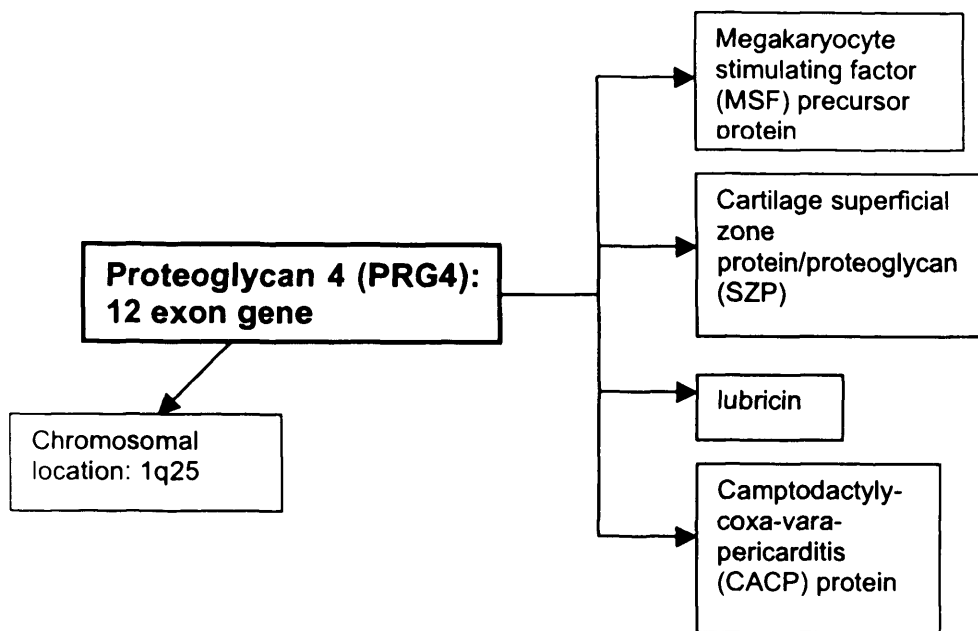 Megakaryocyte
stimulating factor
(MSF) precursor
protein
Cartilage superficial
zone
protein/proteoglycan
(SZP)
Proteoglycan 4 (PRG4):
12 exon gene
lubricin
Chromosomal
location: 1q25
Camptodactyly-
coxa-vara-
pericarditis
(CACP) protein